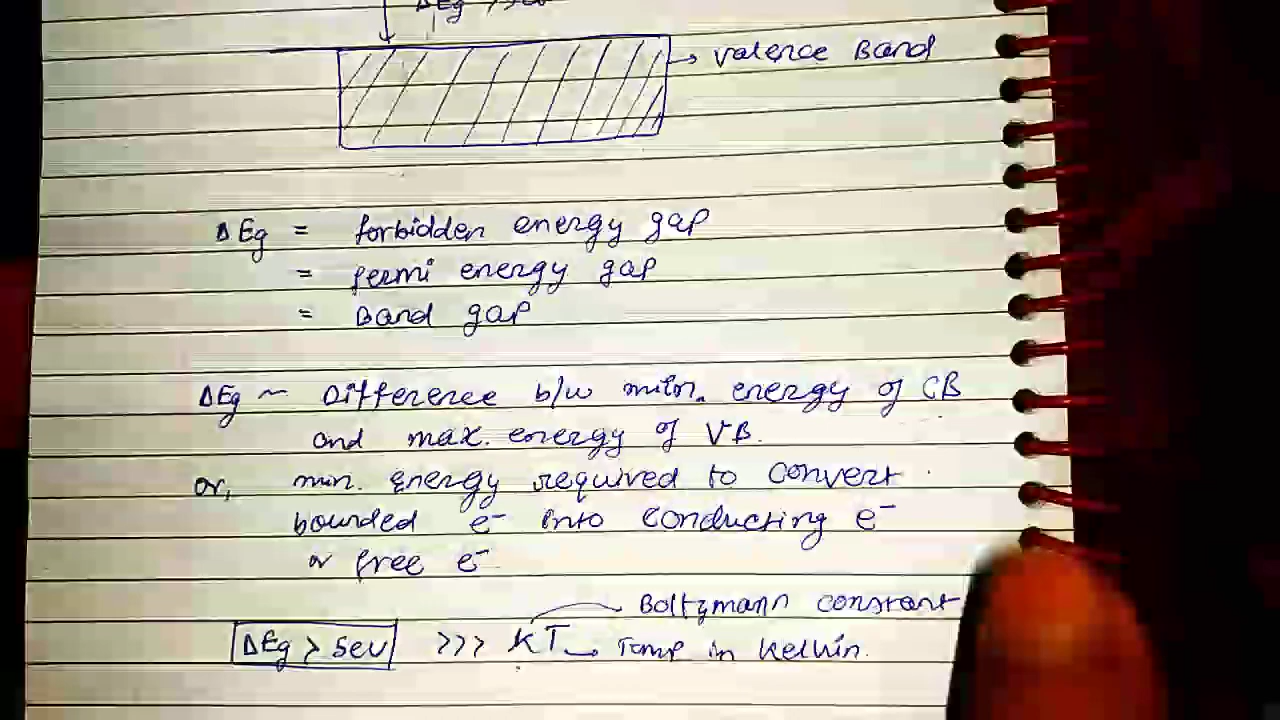 ΔEg >
→ valence Band
ΔEg = forbidden energy gap
= fermi energy gap
= Band gap
ΔEg ~ Difference b/w min. energy of CB
and max. energy of VB.
or, min. energy required to convert
bounded e⁻ into conducting e⁻
or free e⁻
Boltzmann constant
ΔEg > 5eV >>> KT → Temp in Kelvin.